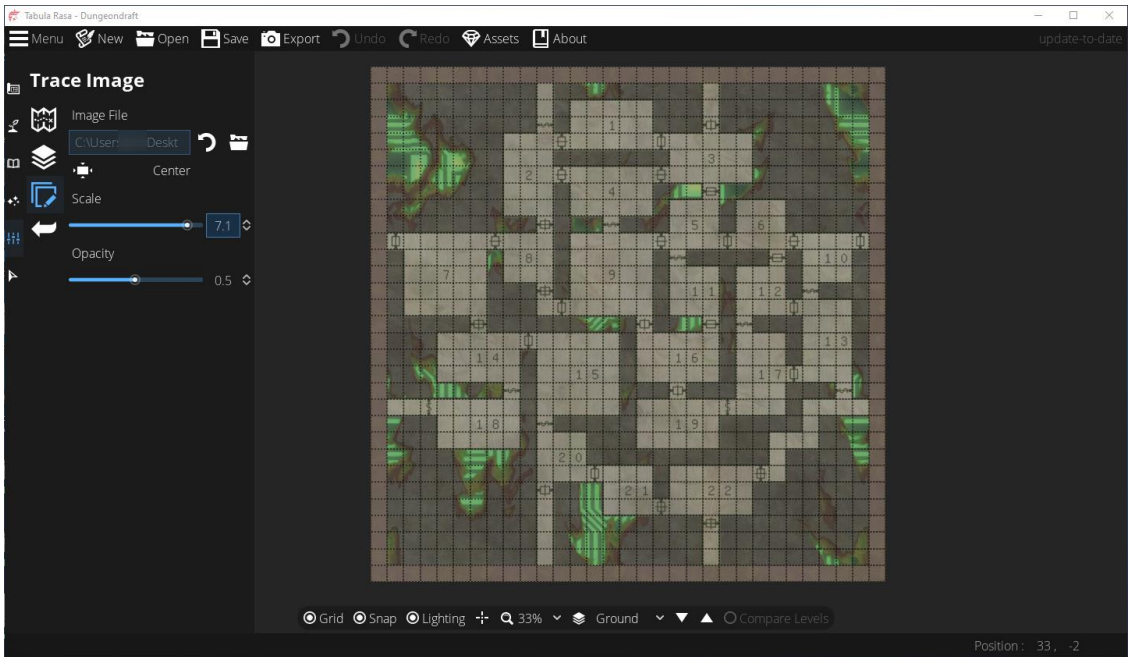 Tabula Rasa - Dungeondraft
Menu New Open Save Export Undo Redo Assets About update-to-date
Trace Image
Image File
C:\Users Deskt
Center
Scale
7.1
Opacity
0.5
1
3
2
4
5 6
8 10
7 9
11 12
13
14 16
15 17
18 19
20
21 22
Grid Snap Lighting 33% Ground Compare Levels
Position : 33, -2